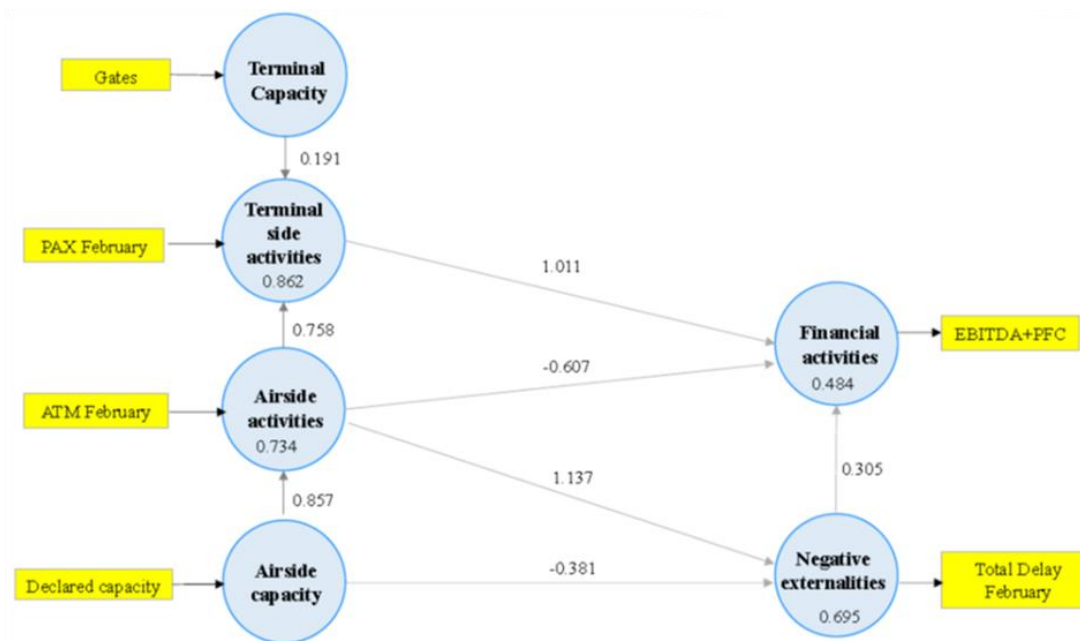 Gates
Terminal
Capacity
0.191
PAX February
Terminal
side
activities
0.862
1.011
0.758
Financial
activities
0.484
EBITDA+PFC
-0.607
ATM February
Airside
activities
0.734
1.137
0.305
0.857
Declared capacity
Airside
capacity
-0.381
Negative
externalities
0.695
Total Delay
February